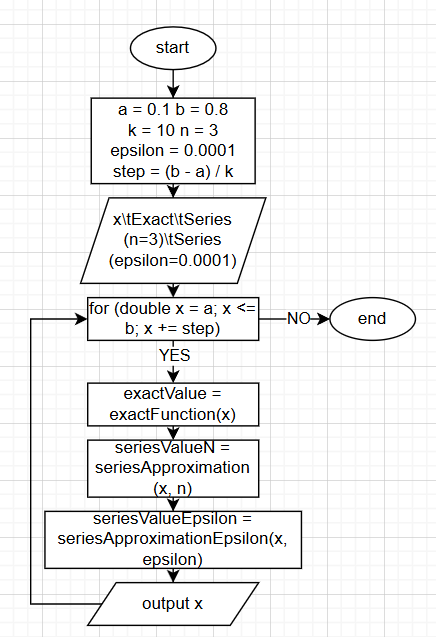 start
a = 0.1 b = 0.8
k = 10 n = 3
epsilon = 0.0001
step = (b - a) / k
x\tExact\tSeries
(n=3)\tSeries
(epsilon=0.0001)
for (double x = a; x <=
b; x += step)
NO
end
YES
exactValue =
exactFunction(x)
seriesValueN =
seriesApproximation
(x, n)
seriesValueEpsilon =
seriesApproximationEpsilon(x,
epsilon)
output x